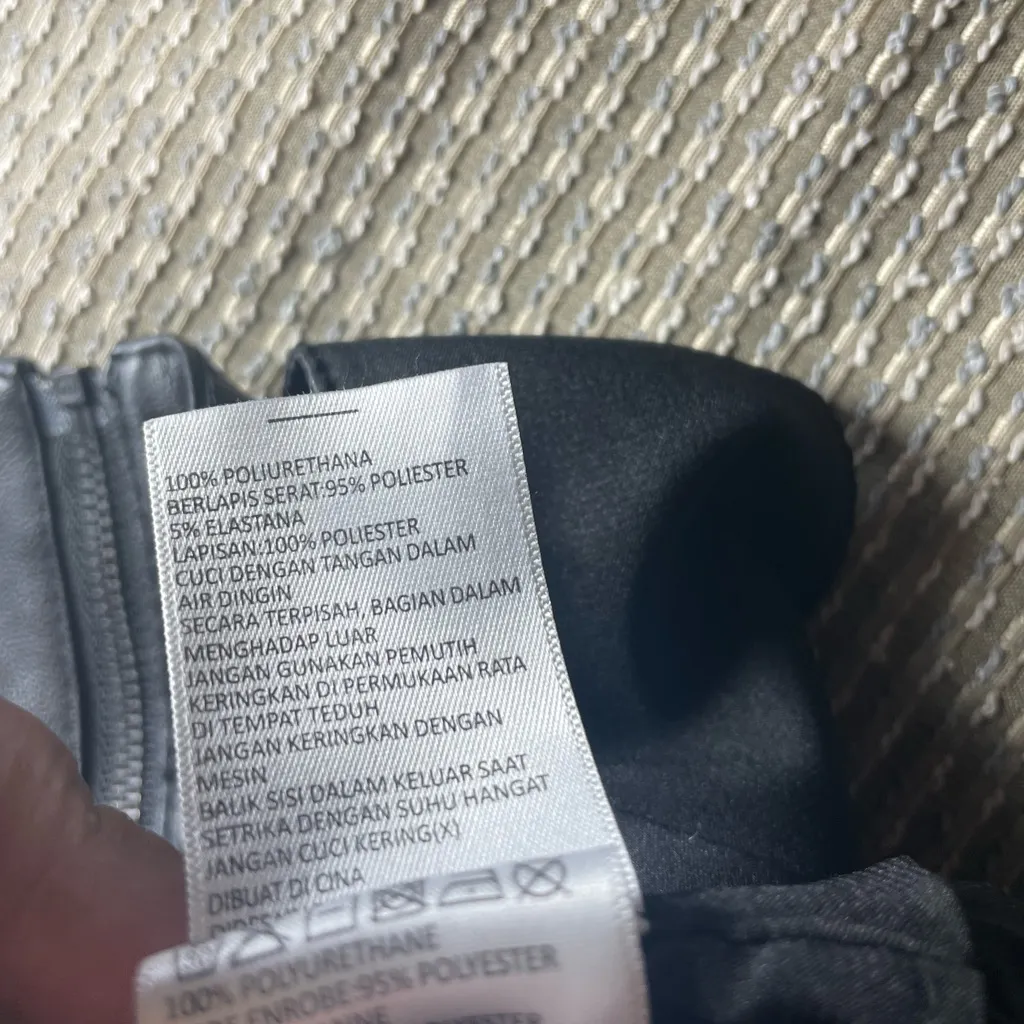 100% POLIURETHANA
BERLAPIS SERAT:95% POLIESTER
5% ELASTANA
LAPISAN:100% POLIESTER
CUCI DENGAN TANGAN DALAM
AIR DINGIN
SECARA TERPISAH, BAGIAN DALAM
MENGHADAP LUAR
JANGAN GUNAKAN PEMUTIH
KERINGKAN DI PERMUKAAN RATA
DI TEMPAT TEDUH
JANGAN KERINGKAN DENGAN
MESIN
BALIK SISI DALAM KELUAR SAAT
SETRIKA DENGAN SUHU HANGAT
JANGAN CUCI KERING(X)
DIBUAT DI CINA
100% POLYURETHANE
ENROBE:95% POLYESTER
POLYESTER